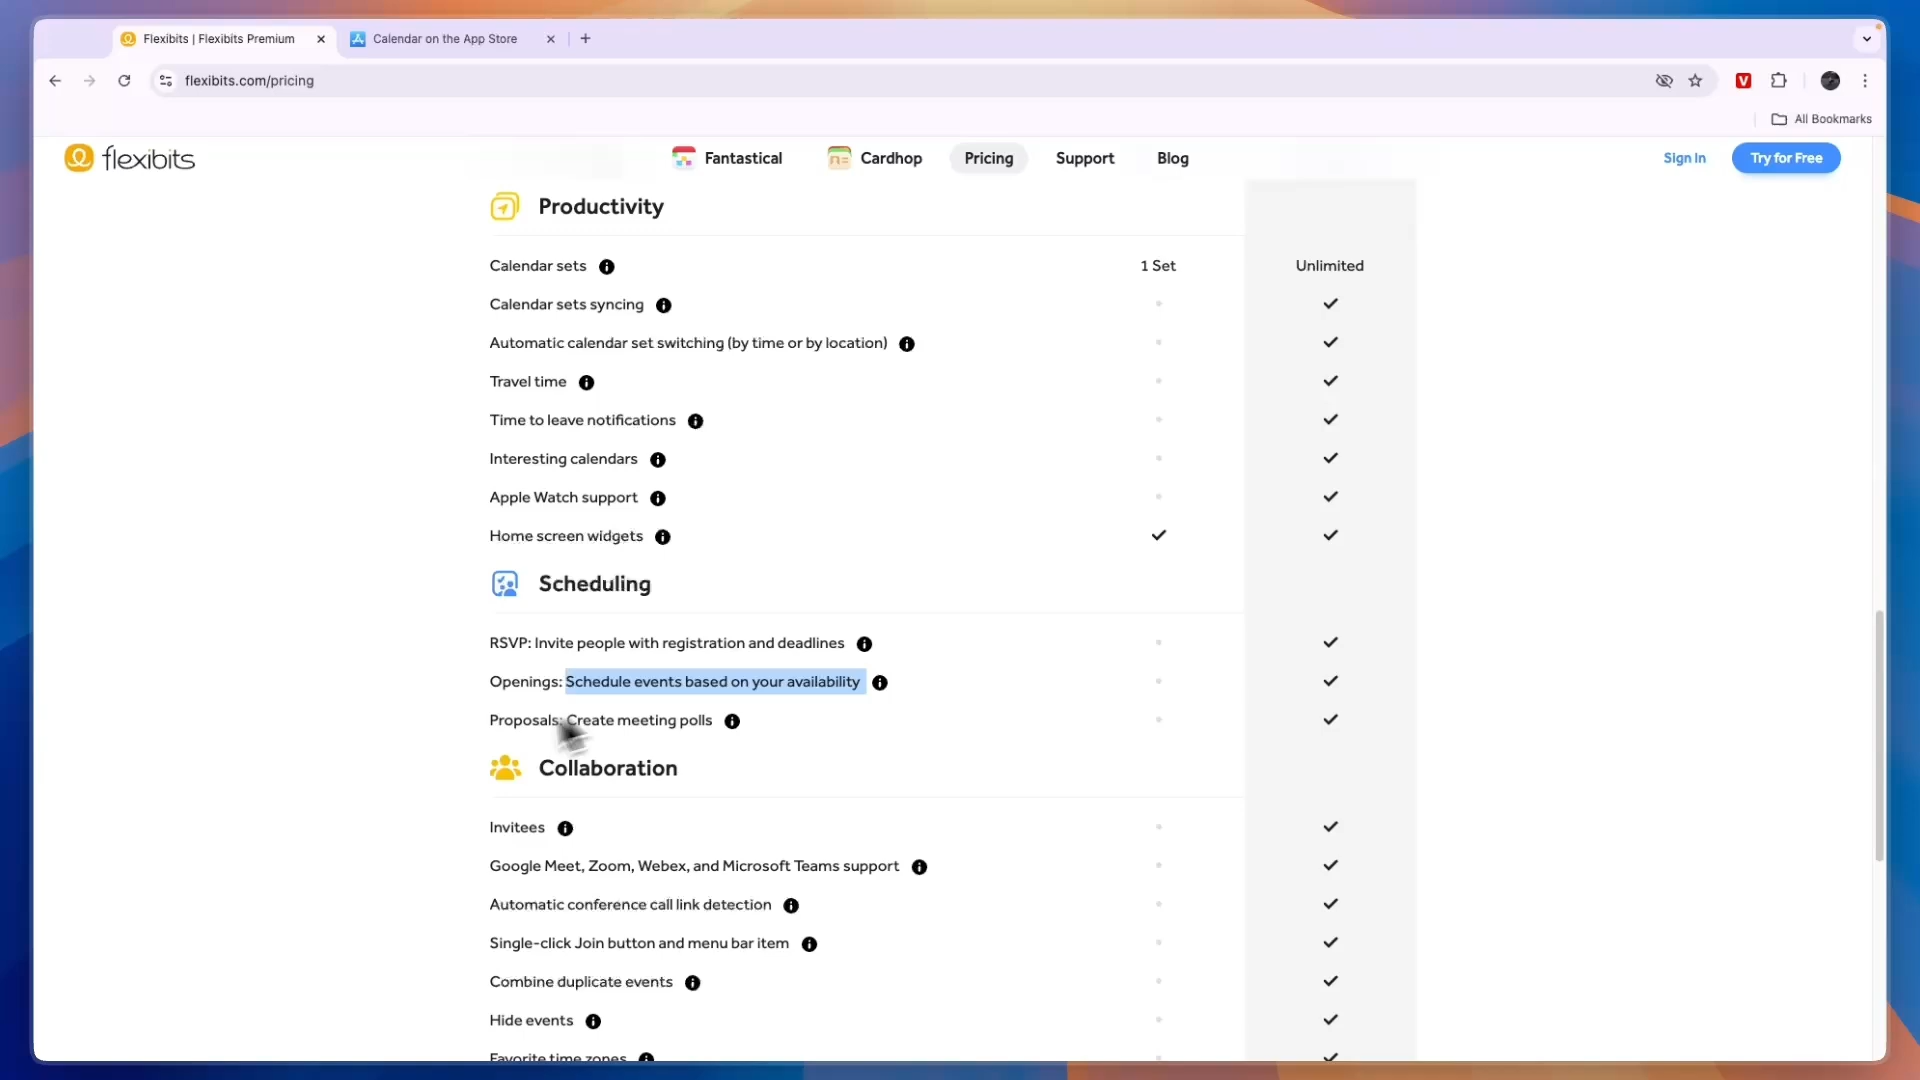 Flexibits | Flexibits Premium
Calendar on the App Store
flexibits.com/pricing
All Bookmarks
flexibits
Fantastical
Cardhop
Pricing
Support
Blog
Sign In
Try for Free
Productivity
Calendar sets 1 Set Unlimited
Calendar sets syncing
Automatic calendar set switching (by time or by location)
Travel time
Time to leave notifications
Interesting calendars
Apple Watch support
Home screen widgets
Scheduling
RSVP: Invite people with registration and deadlines
Openings: Schedule events based on your availability
Proposals: Create meeting polls
Collaboration
Invitees
Google Meet, Zoom, Webex, and Microsoft Teams support
Automatic conference call link detection
Single-click Join button and menu bar item
Combine duplicate events
Hide events
Favorite time zones